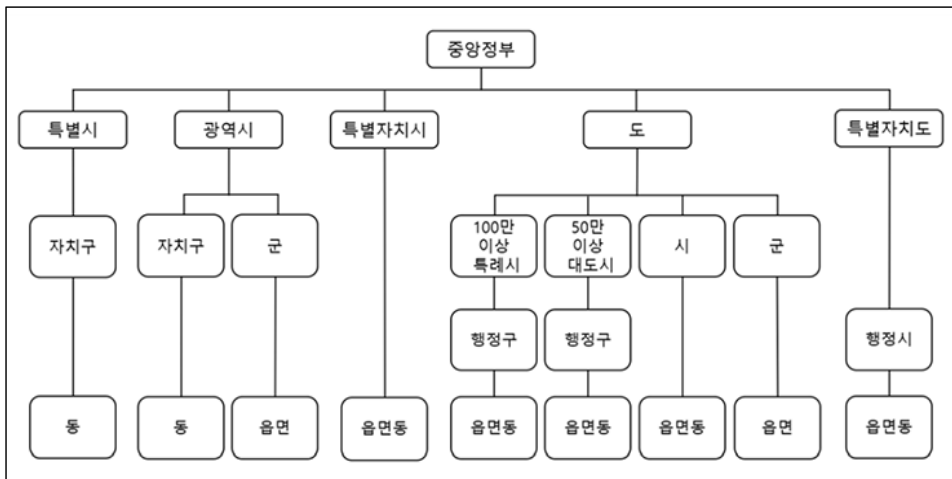 중앙정부
특별시
광역시
특별자치시
도
특별자치도
자치구
자치구
군
100만
이상
특례시
50만
이상
대도시
시
군
행정구
행정구
행정시
동
동
읍면
읍면동
읍면동
읍면동
읍면동
읍면
읍면동